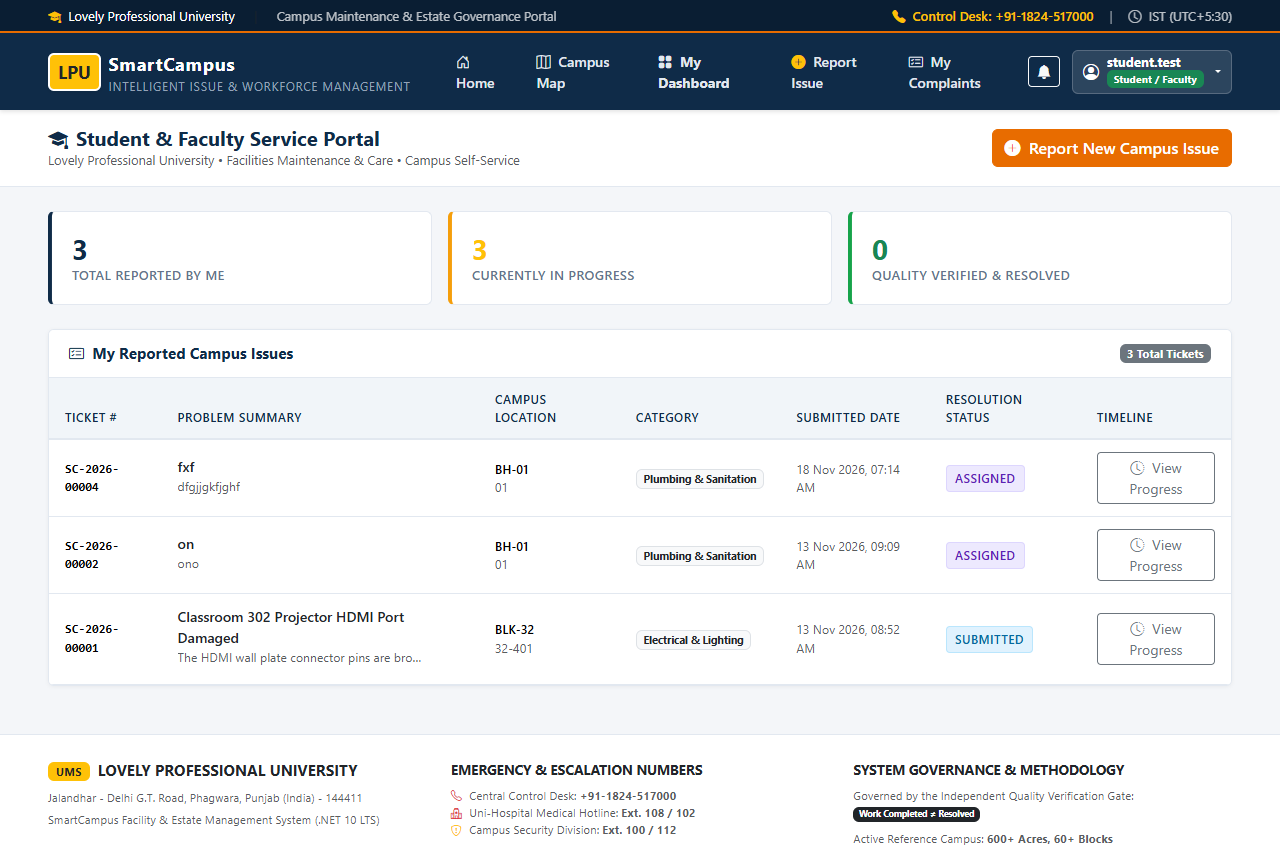 Lovely Professional University
Campus Maintenance & Estate Governance Portal
Control Desk: +91-1824-517000 | IST (UTC+5:30)
LPU
SmartCampus
INTELLIGENT ISSUE & WORKFORCE MANAGEMENT
Home
Campus Map
My Dashboard
Report Issue
My Complaints
student.test
Student / Faculty
Student & Faculty Service Portal
Lovely Professional University • Facilities Maintenance & Care • Campus Self-Service
Report New Campus Issue
3
TOTAL REPORTED BY ME
3
CURRENTLY IN PROGRESS
0
QUALITY VERIFIED & RESOLVED
My Reported Campus Issues
3 Total Tickets
TICKET #
PROBLEM SUMMARY
CAMPUS LOCATION
CATEGORY
SUBMITTED DATE
RESOLUTION STATUS
TIMELINE
SC-2026-
00004
fxf
dfgjjgkfjghf
BH-01
01
Plumbing & Sanitation
18 Nov 2026, 07:14
AM
ASSIGNED
View
Progress
SC-2026-
00002
on
ono
BH-01
01
Plumbing & Sanitation
13 Nov 2026, 09:09
AM
ASSIGNED
View
Progress
SC-2026-
00001
Classroom 302 Projector HDMI Port
Damaged
The HDMI wall plate connector pins are bro...
BLK-32
32-401
Electrical & Lighting
13 Nov 2026, 08:52
AM
SUBMITTED
View
Progress
UMS
LOVELY PROFESSIONAL UNIVERSITY
Jalandhar - Delhi G.T. Road, Phagwara, Punjab (India) - 144411
SmartCampus Facility & Estate Management System (.NET 10 LTS)
EMERGENCY & ESCALATION NUMBERS
Central Control Desk: +91-1824-517000
Uni-Hospital Medical Hotline: Ext. 108 / 102
Campus Security Division: Ext. 100 / 112
SYSTEM GOVERNANCE & METHODOLOGY
Governed by the Independent Quality Verification Gate:
Work Completed ≠ Resolved
Active Reference Campus: 600+ Acres, 60+ Blocks